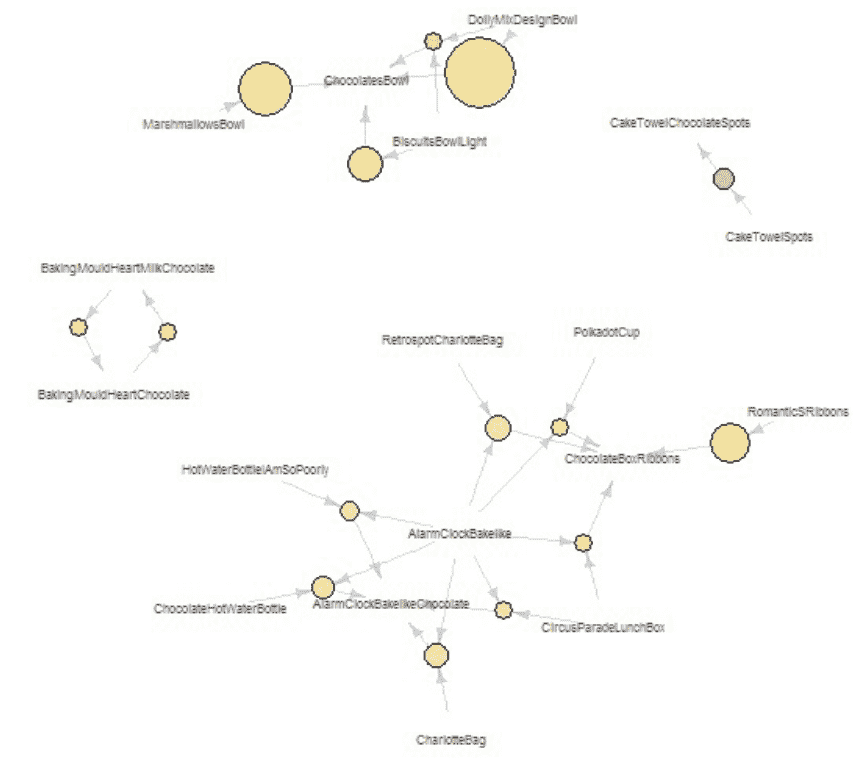 DollyMixDesignBowl
ChocolatesBowl
MarshmallowsBowl
BiscuitsBowlLight
CakeTowelChocolateSpots
CakeTowelSpots
BakingMouldHeartMilkChocolate
BakingMouldHeartChocolate
RetrospotCharlotteBag
PolkadotCup
RomanticSRibbons
ChocolateBoxRibbons
HotWaterBottleIAmSoPoorly
AlarmClockBakelike
ChocolateHotWaterBottle
AlarmClockBakelikeChocolate
CircusParadeLunchBox
CharlotteBag